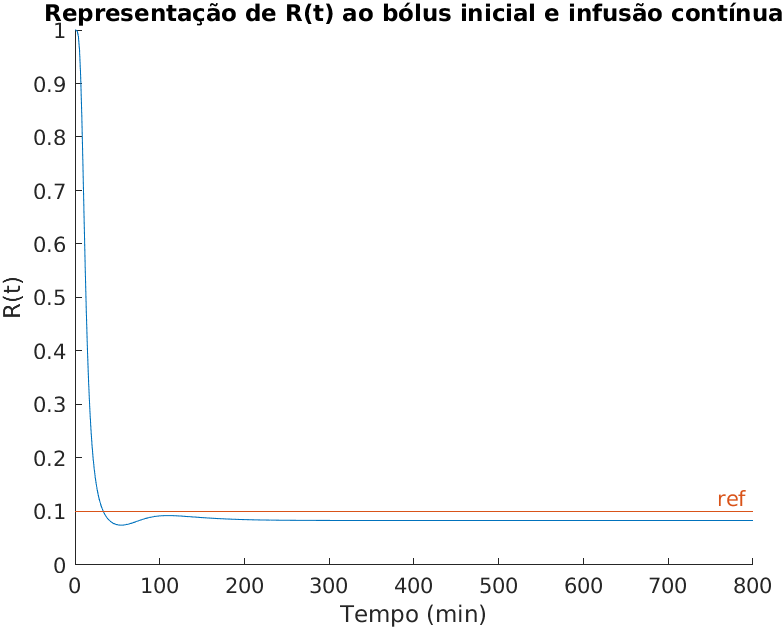 Representação de R(t) ao bólus inicial e infusão contínua
1
0.9
0.8
0.7
0.6
0.5
0.4
0.3
0.2
0.1
0
R(t)
ref
0 100 200 300 400 500 600 700 800
Tempo (min)